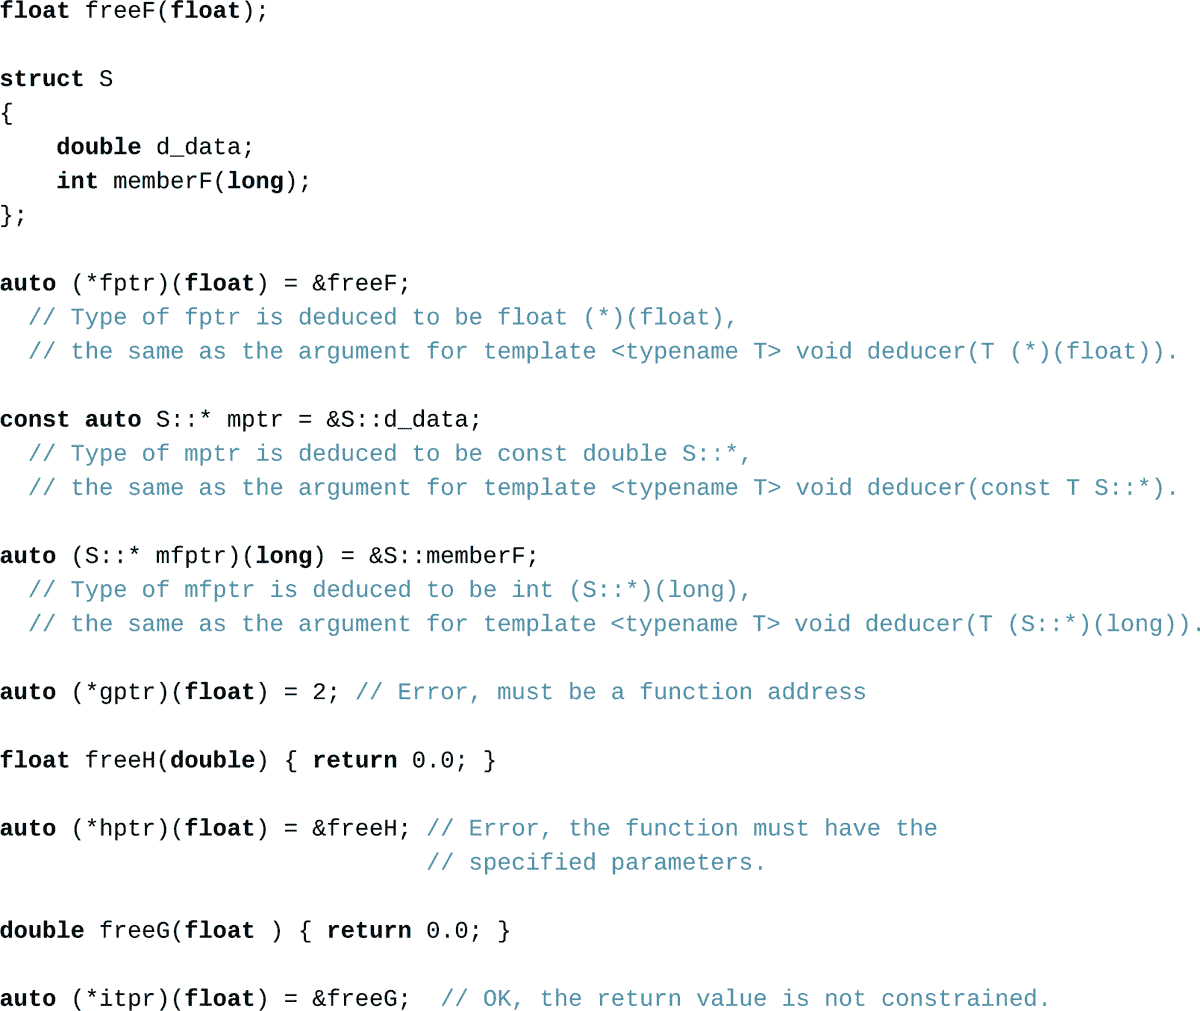 float freeF(float);
struct S
{
    double d_data;
    int memberF(long);
};
auto (*fptr)(float) = &freeF;
  // Type of fptr is deduced to be float (*)(float),
  // the same as the argument for template <typename T> void deducer(T (*)(float)).
const auto S::* mptr = &S::d_data;
  // Type of mptr is deduced to be const double S::*,
  // the same as the argument for template <typename T> void deducer(const T S::*).
auto (S::* mfptr)(long) = &S::memberF;
  // Type of mfptr is deduced to be int (S::*)(long),
  // the same as the argument for template <typename T> void deducer(T (S::*)(long)).
auto (*gptr)(float) = 2; // Error, must be a function address
float freeH(double) { return 0.0; }
auto (*hptr)(float) = &freeH; // Error, the function must have the
                              // specified parameters.
double freeG(float ) { return 0.0; }
auto (*itpr)(float) = &freeG;  // OK, the return value is not constrained.